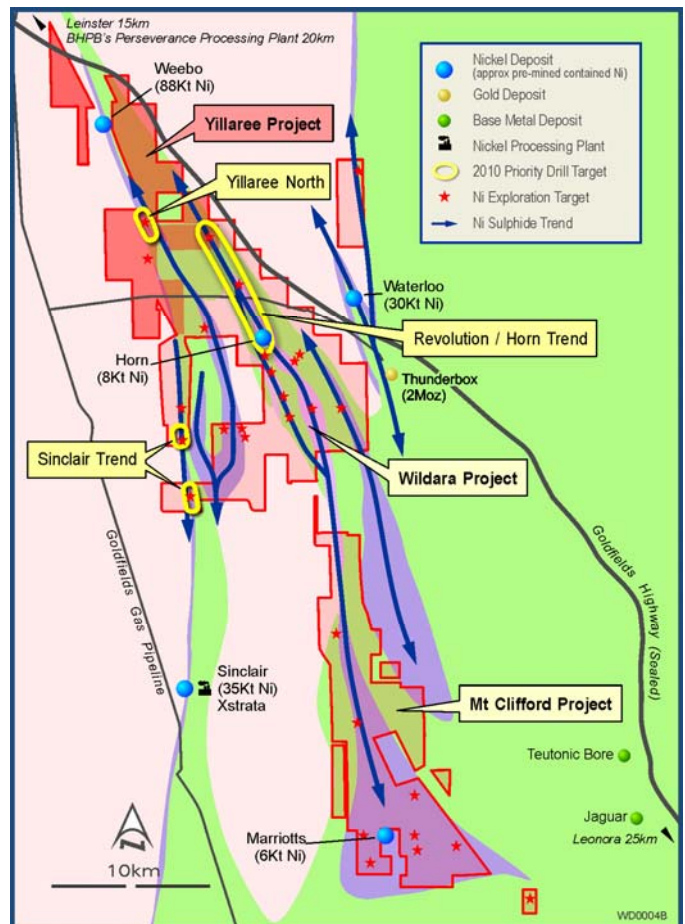 Leinster 15km
BHPB's Perseverance Processing Plant 20km
Weebo
(88Kt Ni)
Yillaree Project
Yillaree North
Nickel Deposit
(approx pre-mined contained Ni)
Gold Deposit
Base Metal Deposit
Nickel Processing Plant
2010 Priority Drill Target
Ni Exploration Target
Ni Sulphide Trend
Waterloo
(30Kt Ni)
Revolution / Horn Trend
Horn
(8Kt Ni)
Thunderbox
(2Moz)
Sinclair Trend
Wildara Project
Goldfields Gas Pipeline
Goldfields Highway (Sealed)
Sinclair
(35Kt Ni)
Xstrata
Mt Clifford Project
Teutonic Bore
Jaguar
Leonora 25km
Marriotts
(6Kt Ni)
N
10km
WD0004B